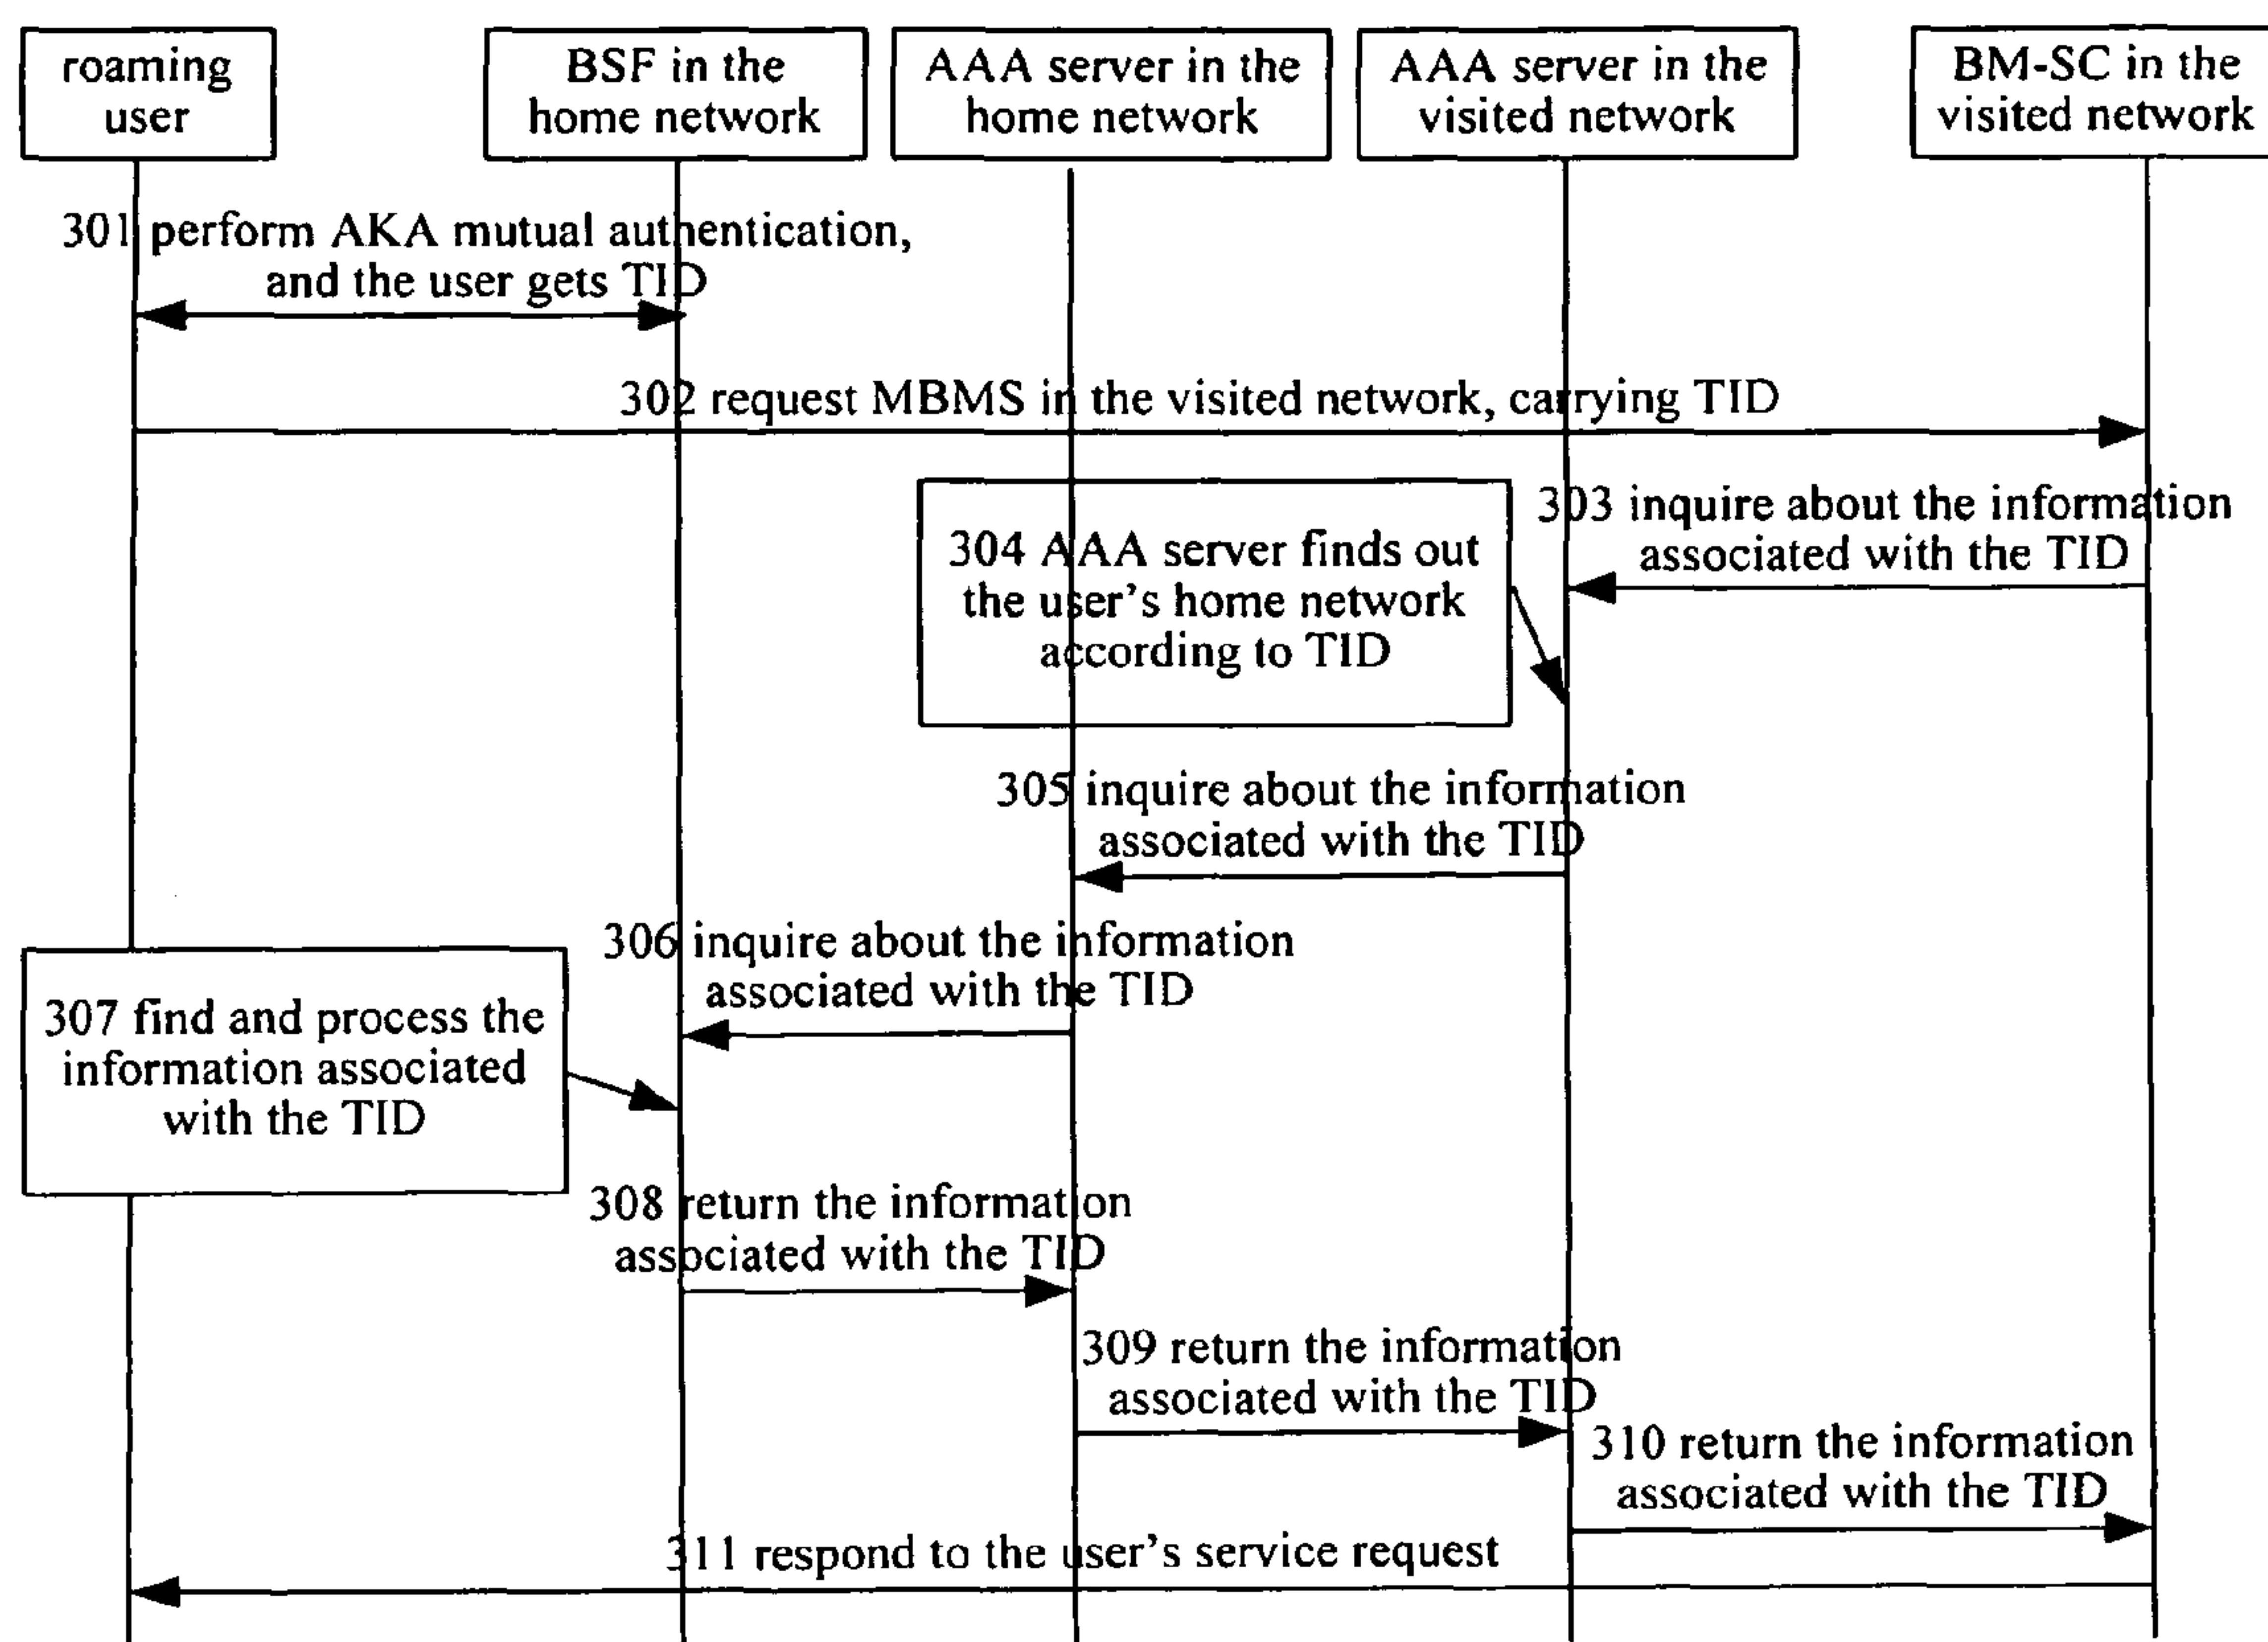 roaming
user
BSF in the
home network
AAA server in the
home network
AAA server in the
visited network
BM-SC in the
visited network
301 perform AKA mutual authentication,
and the user gets TID
302 request MBMS in the visited network, carrying TID
303 inquire about the information
associated with the TID
304 AAA server finds out
the user's home network
according to TID
305 inquire about the information
associated with the TID
306 inquire about the information
associated with the TID
307 find and process the
information associated
with the TID
308 return the information
associated with the TID
309 return the information
associated with the TID
310 return the information
associated with the TID
311 respond to the user's service request